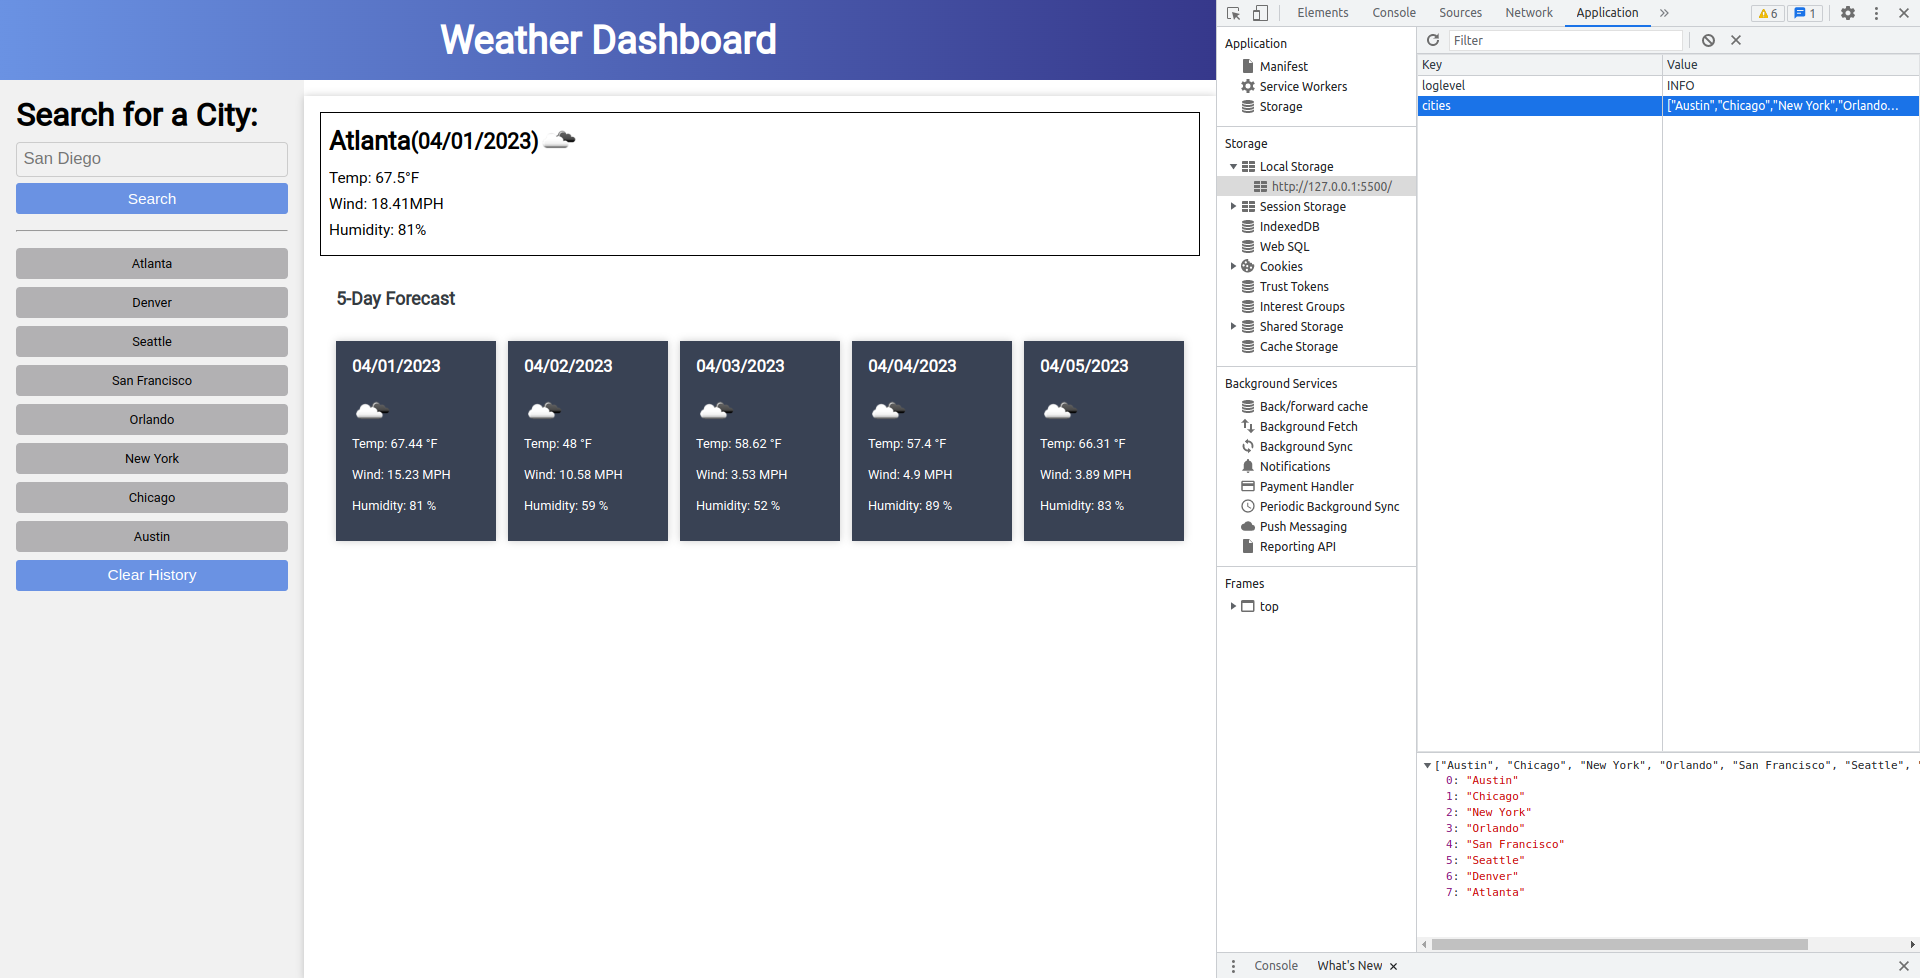 Weather Dashboard
Search for a City:
San Diego
Search
Atlanta
Denver
Seattle
San Francisco
Orlando
New York
Chicago
Austin
Clear History
Atlanta(04/01/2023)
Temp: 67.5°F
Wind: 18.41MPH
Humidity: 81%
5-Day Forecast
04/01/2023
Temp: 67.44 °F
Wind: 15.23 MPH
Humidity: 81 %
04/02/2023
Temp: 48 °F
Wind: 10.58 MPH
Humidity: 59 %
04/03/2023
Temp: 58.62 °F
Wind: 3.53 MPH
Humidity: 52 %
04/04/2023
Temp: 57.4 °F
Wind: 4.9 MPH
Humidity: 89 %
04/05/2023
Temp: 66.31 °F
Wind: 3.89 MPH
Humidity: 83 %
Elements Console Sources Network Application » 6 1
Application
Manifest
Service Workers
Storage
Storage
Local Storage
http://127.0.0.1:5500/
Session Storage
IndexedDB
Web SQL
Cookies
Trust Tokens
Interest Groups
Shared Storage
Cache Storage
Background Services
Back/forward cache
Background Fetch
Background Sync
Notifications
Payment Handler
Periodic Background Sync
Push Messaging
Reporting API
Frames
top
Filter
Key Value
loglevel INFO
cities ["Austin","Chicago","New York","Orlando…
["Austin", "Chicago", "New York", "Orlando", "San Francisco", "Seattle", "
0: "Austin"
1: "Chicago"
2: "New York"
3: "Orlando"
4: "San Francisco"
5: "Seattle"
6: "Denver"
7: "Atlanta"
Console What's New